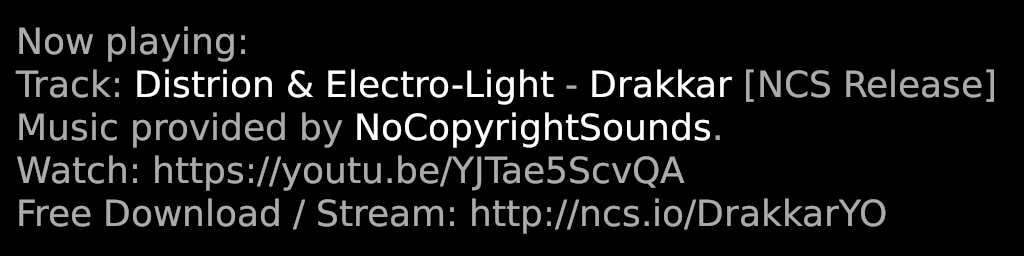 Now playing:
Track: Distrion & Electro-Light - Drakkar [NCS Release]
Music provided by NoCopyrightSounds.
Watch: https://youtu.be/YJTae5ScvQA
Free Download / Stream: http://ncs.io/DrakkarYO